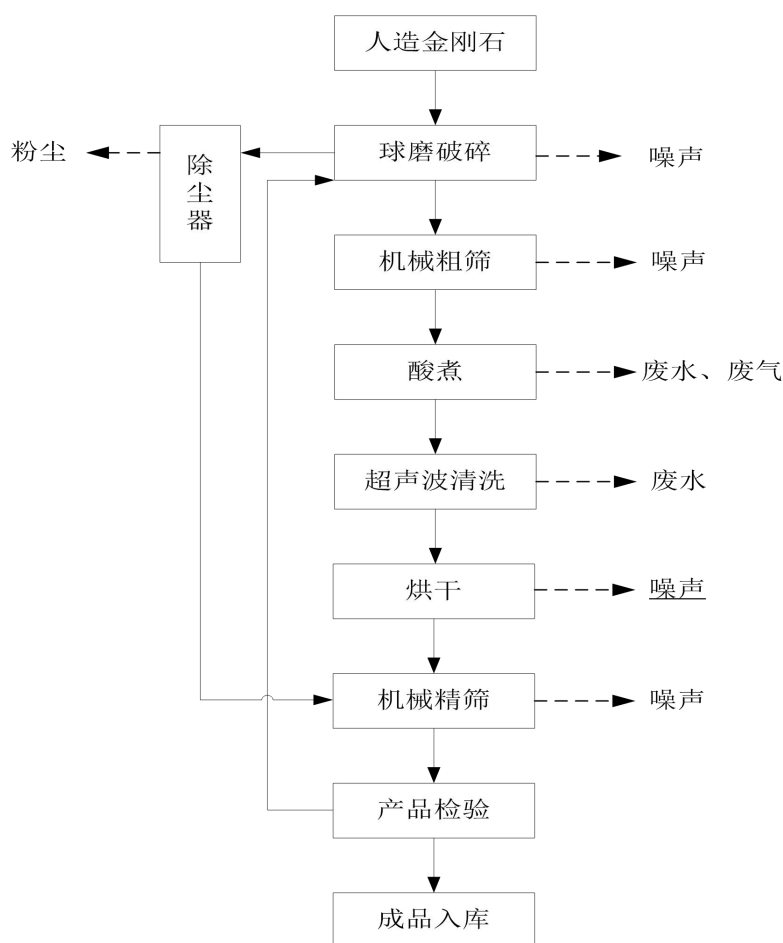 人造金刚石
粉尘
除尘器
球磨破碎
噪声
机械粗筛
噪声
酸煮
废水、废气
超声波清洗
废水
烘干
噪声
机械精筛
噪声
产品检验
成品入库